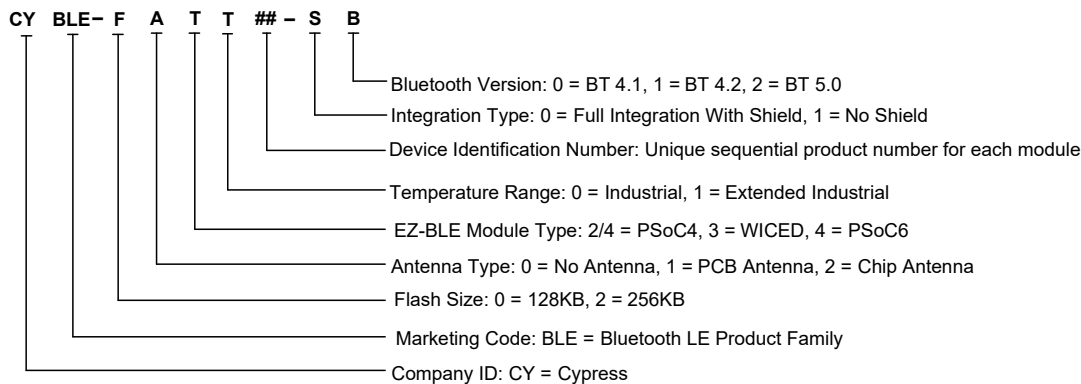 CY BLE– F A T T ## – S B
Bluetooth Version: 0 = BT 4.1, 1 = BT 4.2, 2 = BT 5.0
Integration Type: 0 = Full Integration With Shield, 1 = No Shield
Device Identification Number: Unique sequential product number for each module
Temperature Range: 0 = Industrial, 1 = Extended Industrial
EZ-BLE Module Type: 2/4 = PSoC4, 3 = WICED, 4 = PSoC6
Antenna Type: 0 = No Antenna, 1 = PCB Antenna, 2 = Chip Antenna
Flash Size: 0 = 128KB, 2 = 256KB
Marketing Code: BLE = Bluetooth LE Product Family
Company ID: CY = Cypress